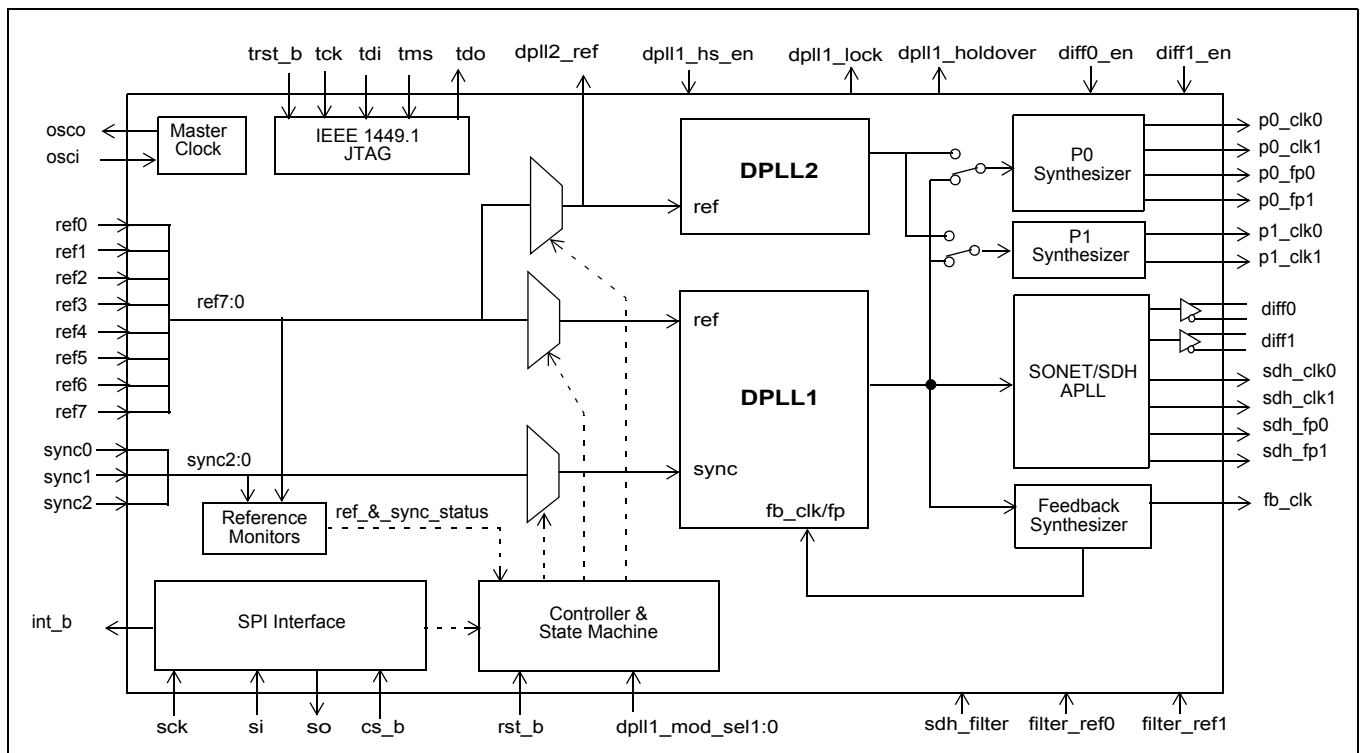 trst_b tck tdi tms tdo dpll2_ref dpll1_hs_en dpll1_lock dpll1_holdover diff0_en diff1_en
osco
osci
Master
Clock
IEEE 1449.1
JTAG
DPLL2
ref
P0
Synthesizer
p0_clk0
p0_clk1
p0_fp0
p0_fp1
P1
Synthesizer
p1_clk0
p1_clk1
ref0
ref1
ref2
ref3
ref4
ref5
ref6
ref7
ref7:0
ref
DPLL1
sync
fb_clk/fp
SONET/SDH
APLL
diff0
diff1
sdh_clk0
sdh_clk1
sdh_fp0
sdh_fp1
sync0
sync1
sync2
sync2:0
Reference
Monitors
ref_&_sync_status
Feedback
Synthesizer
fb_clk
int_b
SPI Interface
Controller &
State Machine
sck si so cs_b rst_b dpll1_mod_sel1:0 sdh_filter filter_ref0 filter_ref1